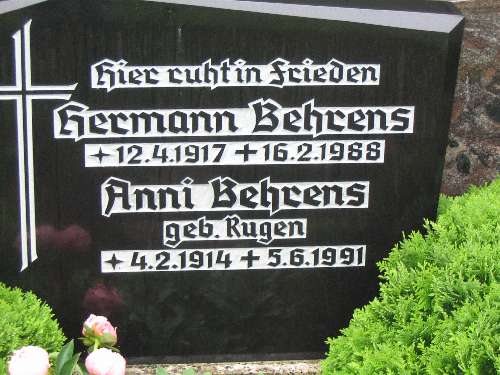 Hier ruht in Frieden
Hermann Behrens
✦ 12.4.1917 ✝ 16.2.1988
Anni Behrens
geb. Rugen
✦ 4.2.1914 ✝ 5.6.1991